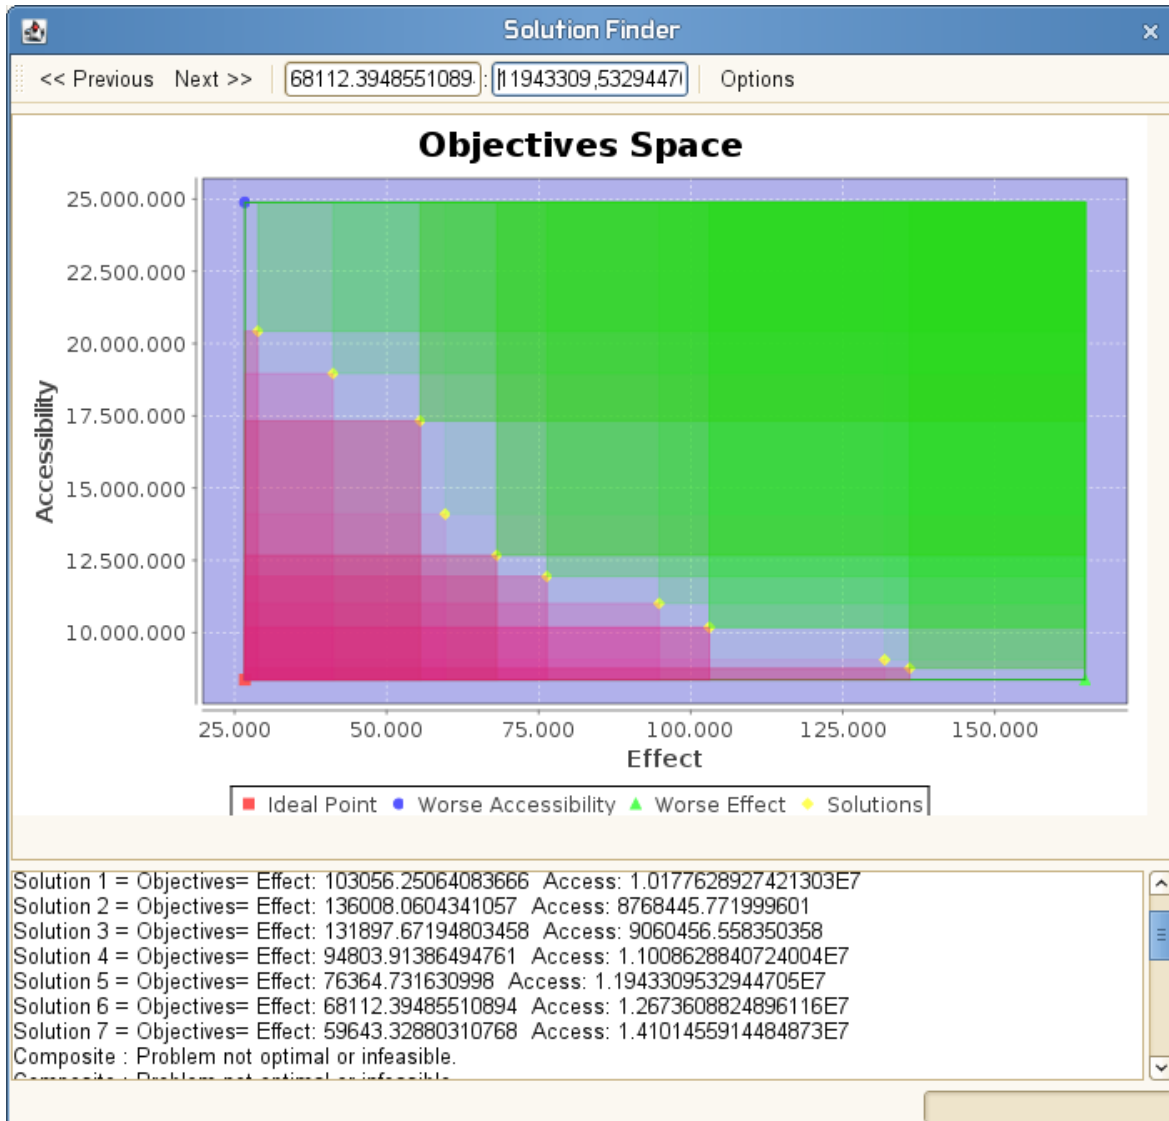 Solution Finder
<< Previous Next >> 68112.3948551089 : 11943309,5329447 Options
Objectives Space
25.000.000
22.500.000
20.000.000
17.500.000
15.000.000
12.500.000
10.000.000
Accessibility
25.000 50.000 75.000 100.000 125.000 150.000
Effect
Ideal Point Worse Accessibility Worse Effect Solutions
Solution 1 = Objectives= Effect: 103056.25064083666 Access: 1.0177628927421303E7
Solution 2 = Objectives= Effect: 136008.0604341057 Access: 8768445.771999601
Solution 3 = Objectives= Effect: 131897.67194803458 Access: 9060456.558350358
Solution 4 = Objectives= Effect: 94803.91386494761 Access: 1.1008628840724004E7
Solution 5 = Objectives= Effect: 76364.731630998 Access: 1.1943309532944705E7
Solution 6 = Objectives= Effect: 68112.39485510894 Access: 1.2673608824896116E7
Solution 7 = Objectives= Effect: 59643.32880310768 Access: 1.4101455914484873E7
Composite : Problem not optimal or infeasible.
Composite : Problem not optimal or infeasible